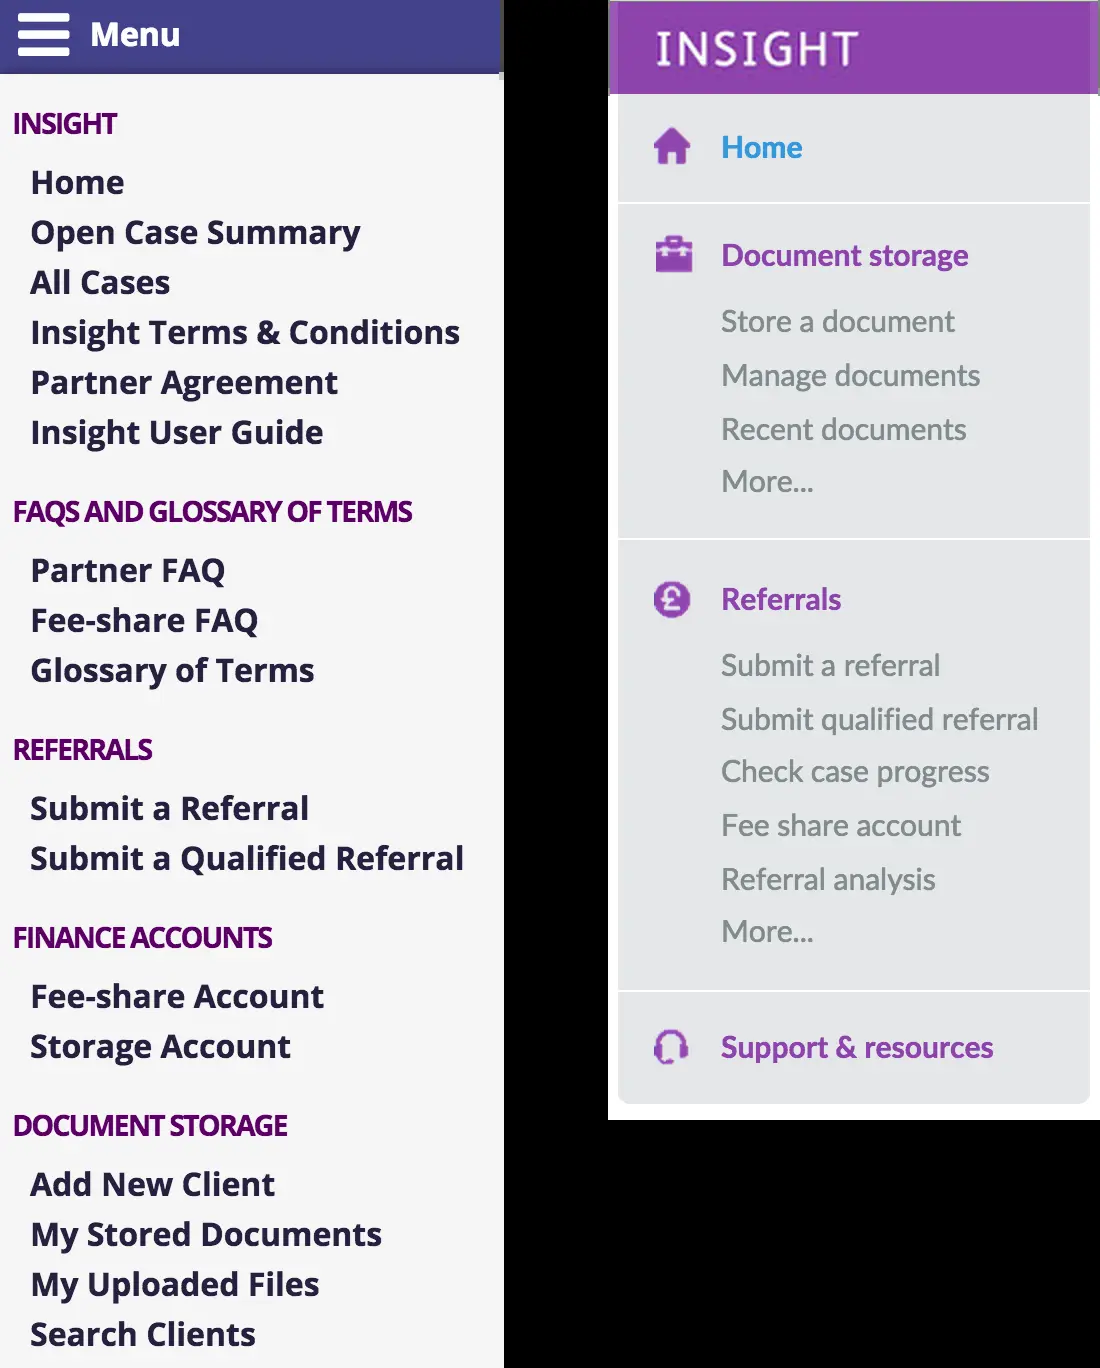 Menu
INSIGHT
Home
Open Case Summary
All Cases
Insight Terms & Conditions
Partner Agreement
Insight User Guide
FAQS AND GLOSSARY OF TERMS
Partner FAQ
Fee-share FAQ
Glossary of Terms
REFERRALS
Submit a Referral
Submit a Qualified Referral
FINANCE ACCOUNTS
Fee-share Account
Storage Account
DOCUMENT STORAGE
Add New Client
My Stored Documents
My Uploaded Files
Search Clients
INSIGHT
Home
Document storage
Store a document
Manage documents
Recent documents
More...
£
Referrals
Submit a referral
Submit qualified referral
Check case progress
Fee share account
Referral analysis
More...
Support & resources